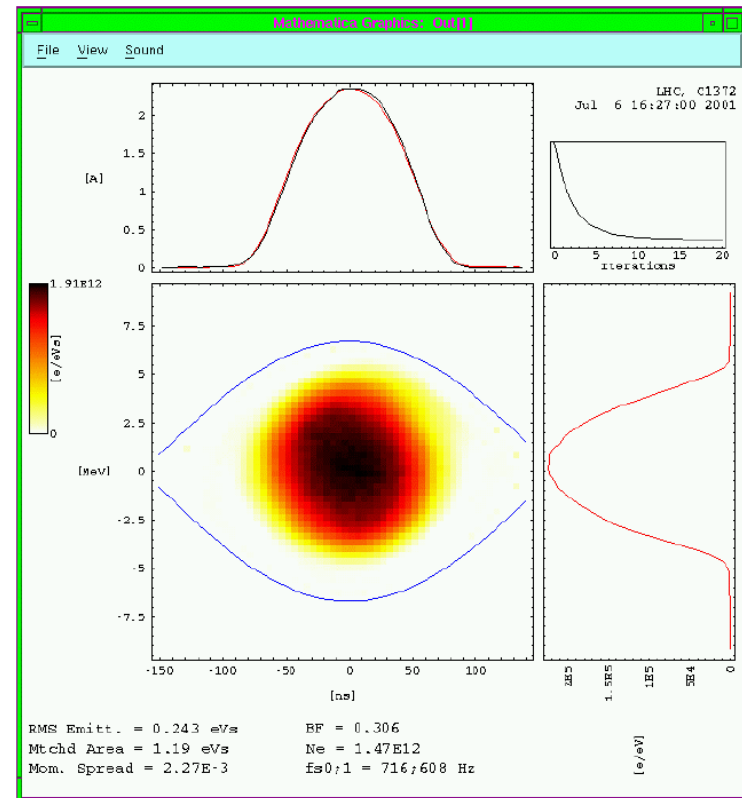 Mathematica Graphics: Out[1]
File View Sound
LHC, C1372
Jul 6 16:27:00 2001
2
1.5
1
0.5
0
[A]
0 5 10 15 20
Iterations
1.91E12
[e/eVs]
0
7.5
5
2.5
0
-2.5
-5
-7.5
[MeV]
-150 -100 -50 0 50 100
[ns]
2E5
1.5E5
1E5
5E4
0
[e/eV]
RMS Emitt. = 0.243 eVs
BF = 0.306
Mtchd Area = 1.19 eVs
Ne = 1.47E12
Mom. Spread = 2.27E-3
fs0;1 = 716;608 Hz